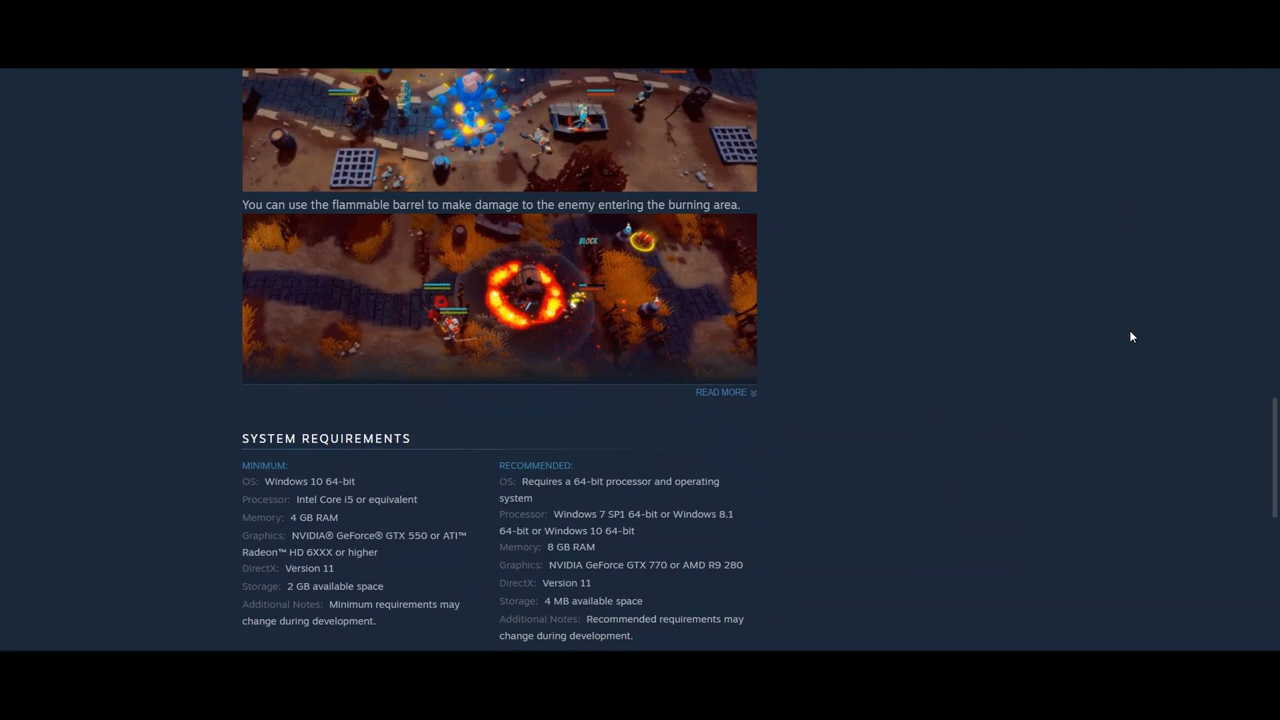 You can use the flammable barrel to make damage to the enemy entering the burning area.
BLOCK
READ MORE
SYSTEM REQUIREMENTS
MINIMUM:
OS: Windows 10 64-bit
Processor: Intel Core i5 or equivalent
Memory: 4 GB RAM
Graphics: NVIDIA® GeForce® GTX 550 or ATI™
Radeon™ HD 6XXX or higher
DirectX: Version 11
Storage: 2 GB available space
Additional Notes: Minimum requirements may
change during development.
RECOMMENDED:
OS: Requires a 64-bit processor and operating
system
Processor: Windows 7 SP1 64-bit or Windows 8.1
64-bit or Windows 10 64-bit
Memory: 8 GB RAM
Graphics: NVIDIA GeForce GTX 770 or AMD R9 280
DirectX: Version 11
Storage: 4 MB available space
Additional Notes: Recommended requirements may
change during development.